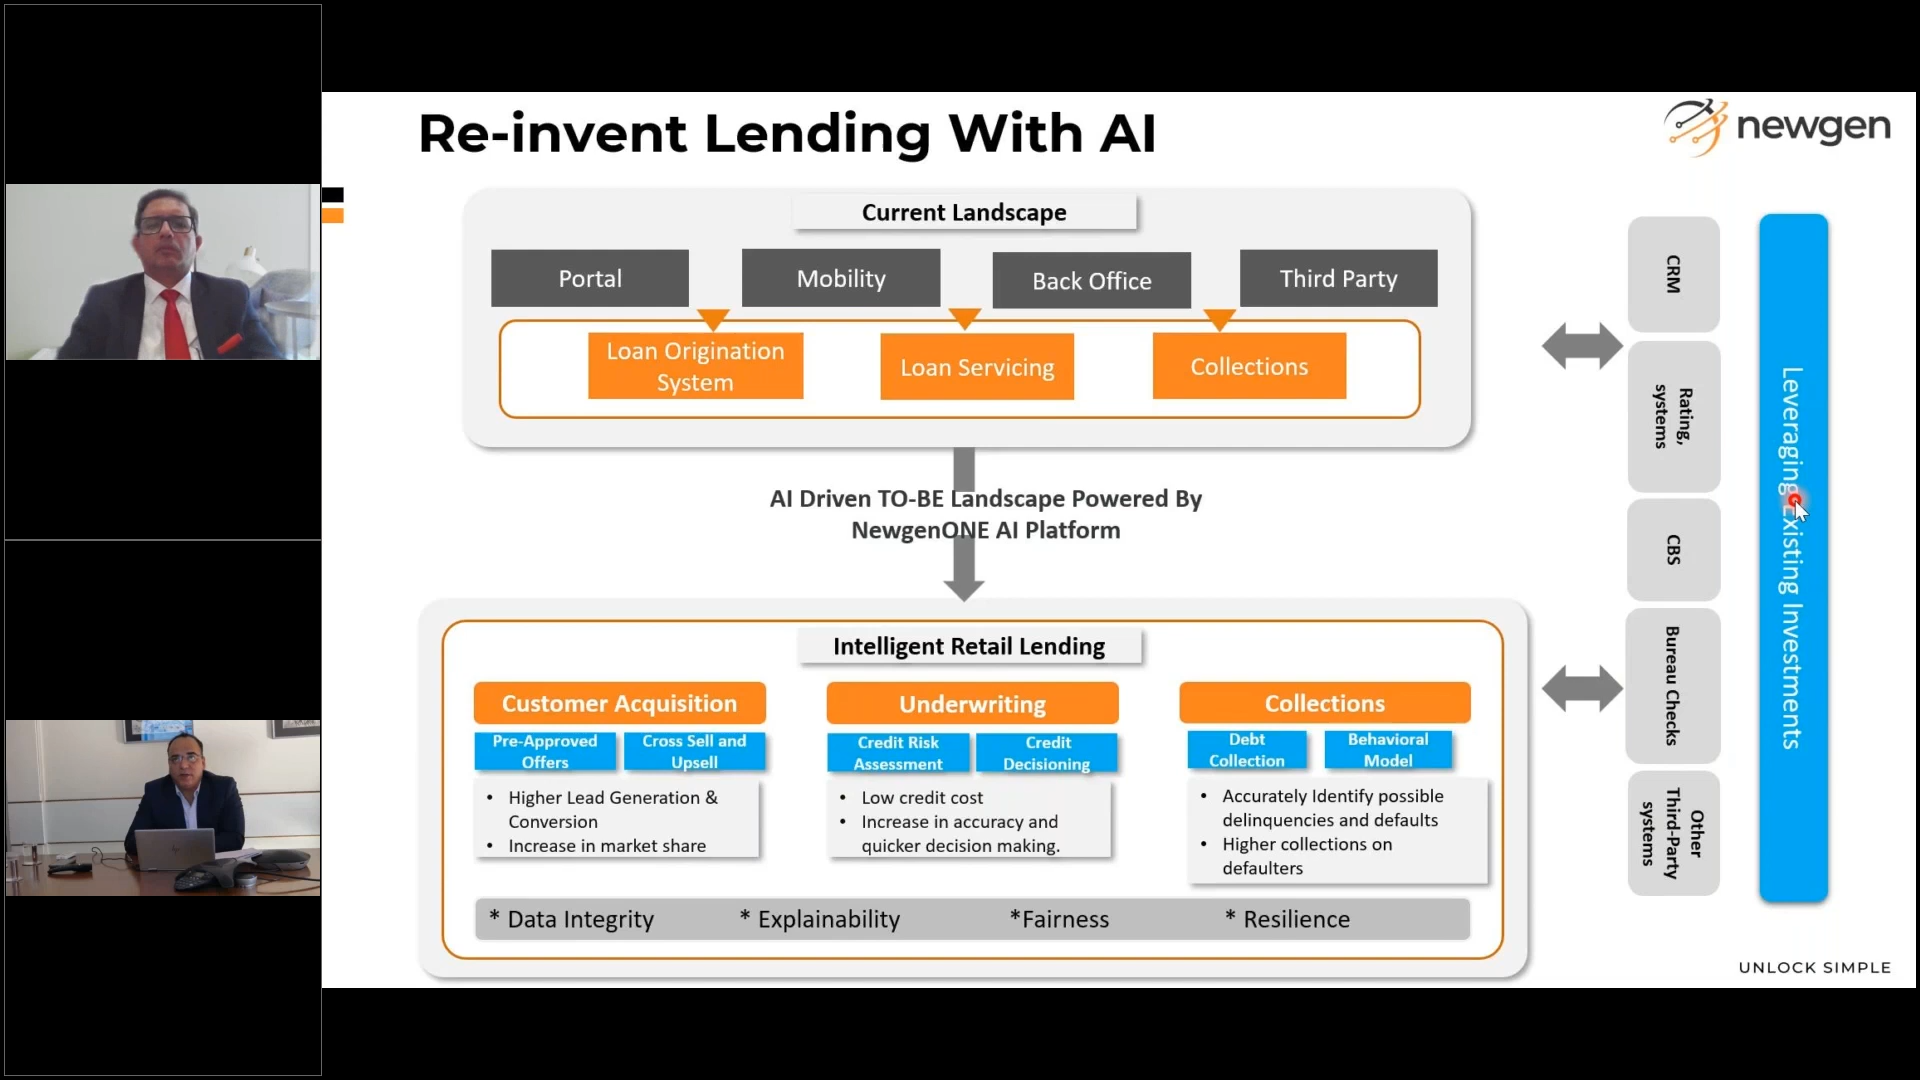 Re-invent Lending With AI
newgen
Current Landscape
Portal
Mobility
Back Office
Third Party
Loan Origination
System
Loan Servicing
Collections
AI Driven TO-BE Landscape Powered By
NewgenONE AI Platform
Intelligent Retail Lending
Customer Acquisition
Pre-Approved
Offers
Cross Sell and
Upsell
• Higher Lead Generation &
Conversion
• Increase in market share
Underwriting
Credit Risk
Assessment
Credit
Decisioning
• Low credit cost
• Increase in accuracy and
quicker decision making.
Collections
Debt
Collection
Behavioral
Model
• Accurately Identify possible
delinquencies and defaults
• Higher collections on
defaulters
* Data Integrity
* Explainability
*Fairness
* Resilience
CRM
Rating,
systems
CBS
Bureau Checks
Other
Third-Party
systems
Leveraging Existing Investments
UNLOCK SIMPLE